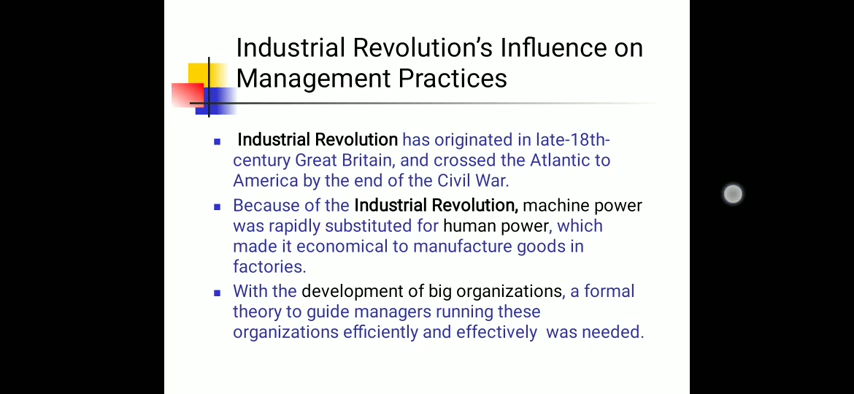 Industrial Revolution’s Influence on
Management Practices
Industrial Revolution has originated in late-18th-
century Great Britain, and crossed the Atlantic to
America by the end of the Civil War.
Because of the Industrial Revolution, machine power
was rapidly substituted for human power, which
made it economical to manufacture goods in
factories.
With the development of big organizations, a formal
theory to guide managers running these
organizations efficiently and effectively was needed.